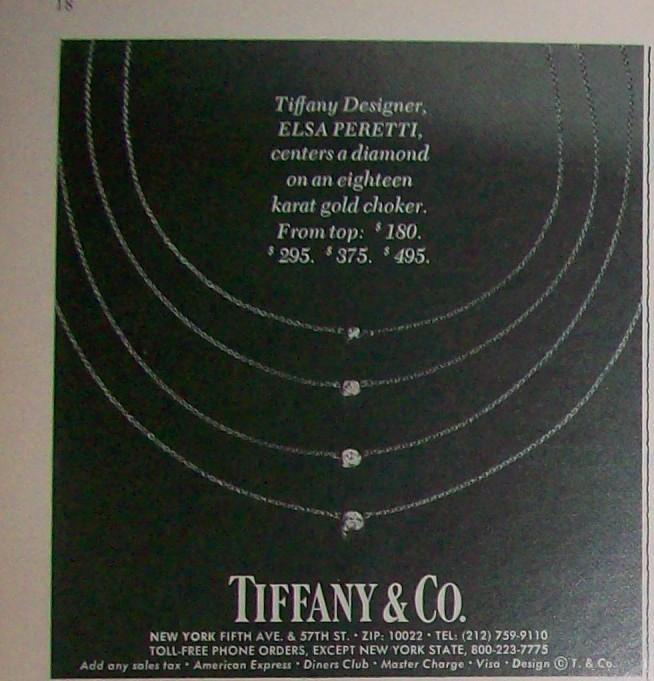 18
Tiffany Designer,
ELSA PERETTI,
centers a diamond
on an eighteen
karat gold choker.
From top: $180.
$295. $375. $495.
TIFFANY & CO.
NEW YORK FIFTH AVE. & 57TH ST. • ZIP: 10022 • TEL: (212) 759-9110
TOLL-FREE PHONE ORDERS, EXCEPT NEW YORK STATE, 800-223-7775
Add any sales tax • American Express • Diners Club • Master Charge • Visa • Design © T. & Co.